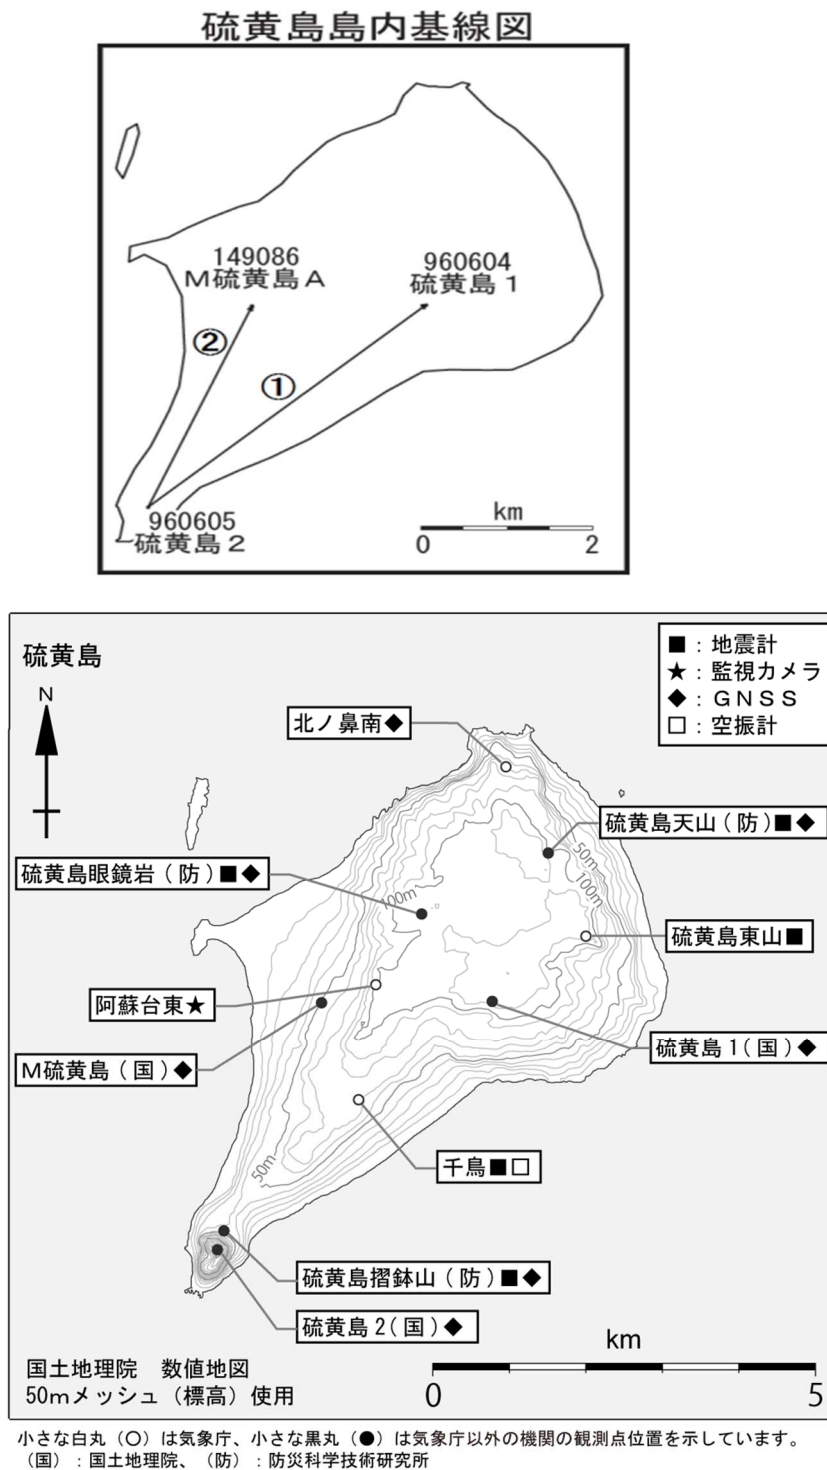 硫黄島島内基線図
149086
M硫黄島A
960604
硫黄島1
②
①
960605
硫黄島2
km
0 2
硫黄島
N
■:地震計
★:監視カメラ
◆:GNSS
□:空振計
北ノ鼻南◆
硫黄島天山(防)■◆
50m
硫黄島眼鏡岩(防)■◆
100m
100m
硫黄島東山■
阿蘇台東★
硫黄島1(国)◆
M硫黄島(国)◆
千鳥■□
50m
硫黄島摺鉢山(防)■◆
硫黄島2(国)◆
km
0 5
国土地理院 数値地図
50mメッシュ(標高)使用
小さな白丸(○)は気象庁、小さな黒丸(●)は気象庁以外の機関の観測点位置を示しています。
(国):国土地理院、(防):防災科学技術研究所